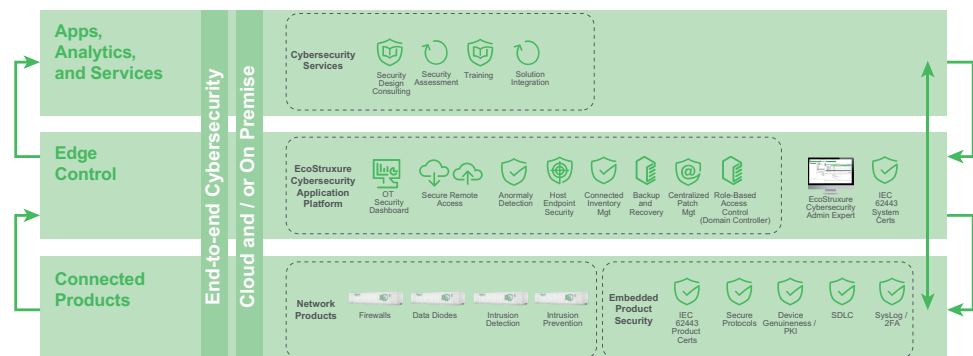 Apps,
Analytics,
and Services
End-to-end Cybersecurity
Cloud and / or On Premise
Cybersecurity
Services
Security
Design
Consulting
Security
Assessment
Training
Solution
Integration
Edge
Control
EcoStruxure
Cybersecurity
Application
Platform
OT
Security
Dashboard
Secure Remote
Access
Anormaly
Detection
Host
Endpoint
Security
Connected
Inventory
Mgt
Backup
and
Recovery
Centralized
Patch
Mgt
Role-Based
Access
Control
(Domain Controller)
EcoStruxure
Cybersecurity
Admin Expert
IEC
62443
System
Certs
Connected
Products
Network
Products
Firewalls
Data Diodes
Intrusion
Detection
Intrusion
Prevention
Embedded
Product
Security
IEC
62443
Product
Certs
Secure
Protocols
Device
Genuineness /
PKI
SDLC
SysLog /
2FA